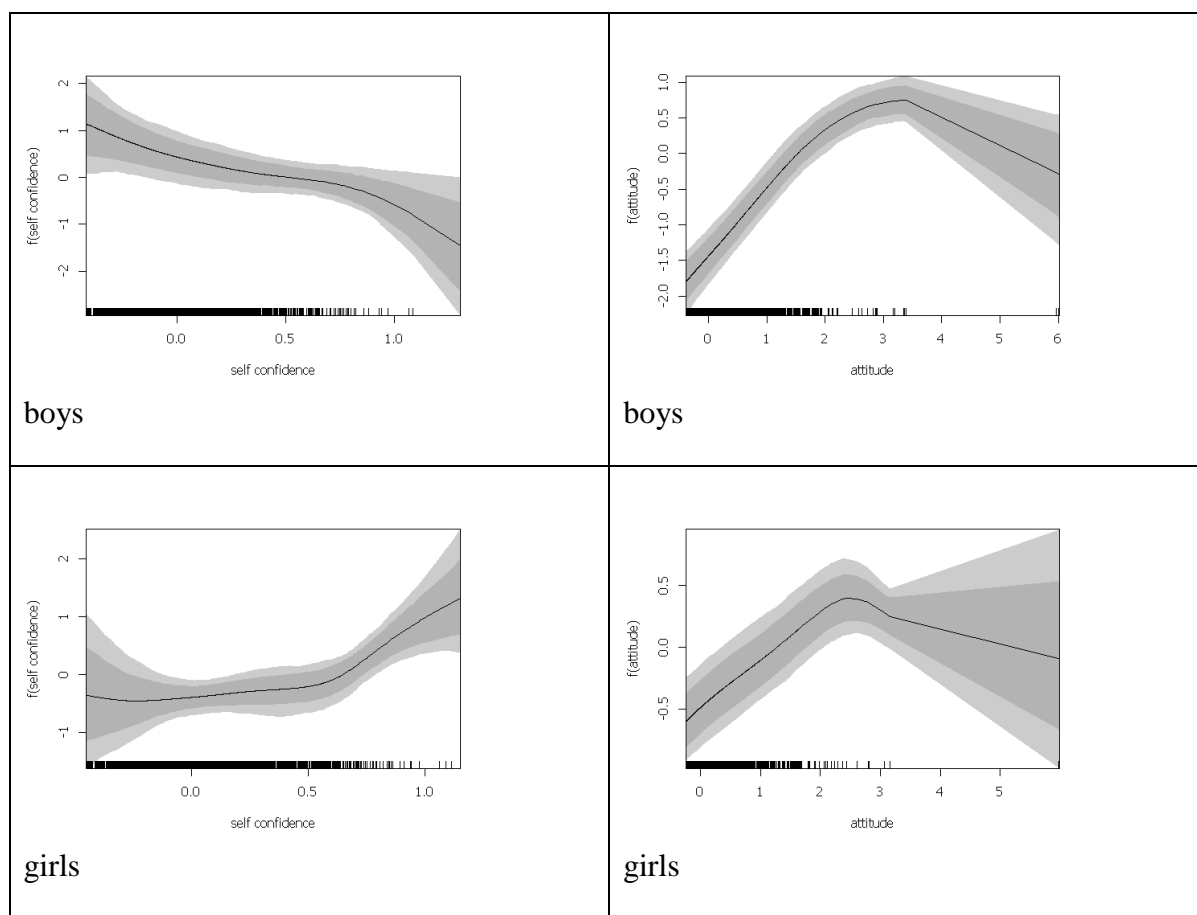 2
1
0
-1
-2
f(self confidence)
0.0 0.5 1.0
self confidence
boys
1.0
0.5
0.0
-0.5
-1.0
-1.5
-2.0
f(attitude)
0 1 2 3 4 5 6
attitude
boys
2
1
0
-1
f(self confidence)
0.0 0.5 1.0
self confidence
girls
0.5
0.0
-0.5
f(attitude)
0 1 2 3 4 5
attitude
girls